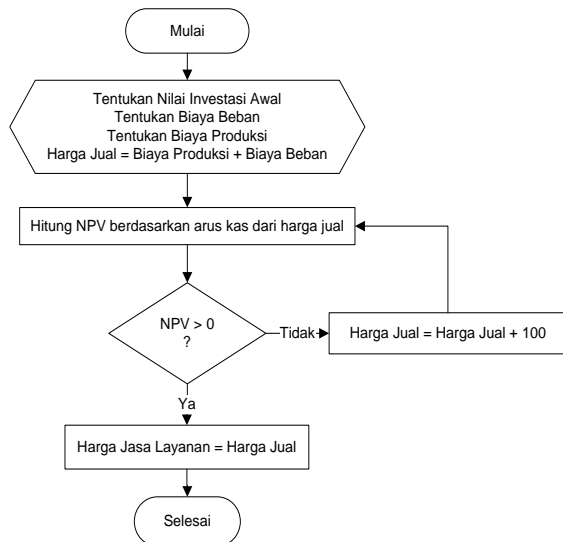 Mulai
Tentukan Nilai Investasi Awal
Tentukan Biaya Beban
Tentukan Biaya Produksi
Harga Jual = Biaya Produksi + Biaya Beban
Hitung NPV berdasarkan arus kas dari harga jual
NPV > 0
?
Tidak
Harga Jual = Harga Jual + 100
Ya
Harga Jasa Layanan = Harga Jual
Selesai